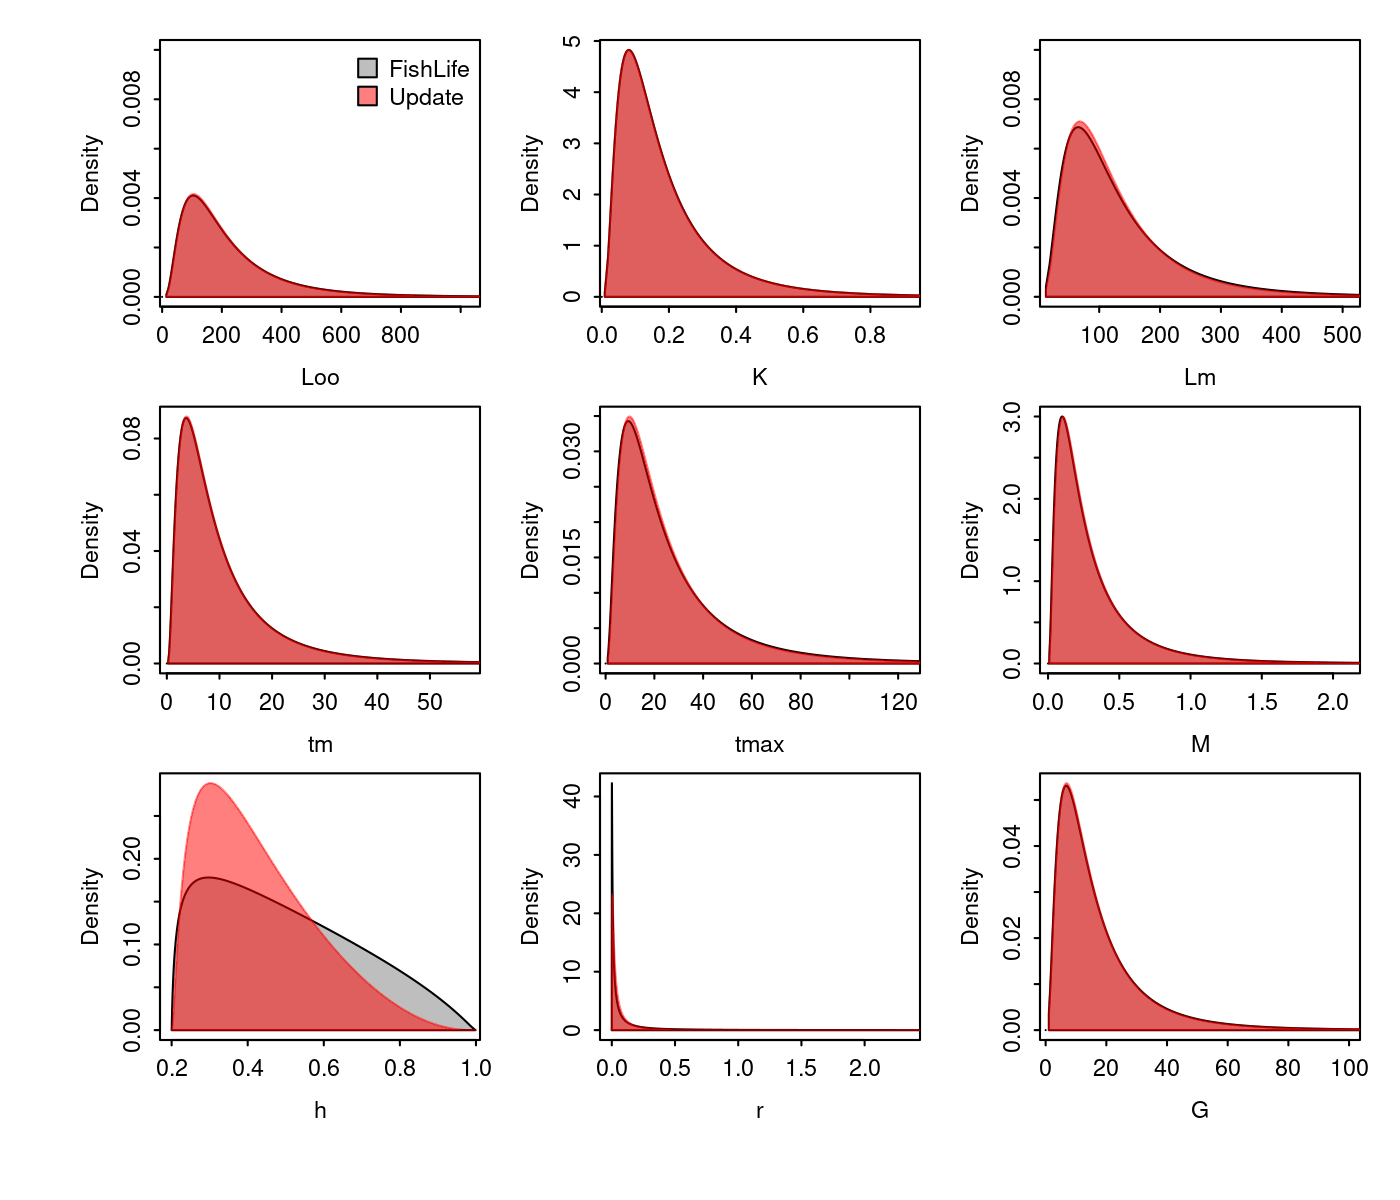 FishLife
Update
Density
0.000 0.004 0.008
0 200 400 600 800
Loo
Density
0 1 2 3 4 5
0.0 0.2 0.4 0.6 0.8
K
Density
0.000 0.004 0.008
100 200 300 400 500
Lm
Density
0.00 0.04 0.08
0 10 20 30 40 50
tm
Density
0.000 0.015 0.030
0 20 40 60 80 120
tmax
Density
0.0 1.0 2.0 3.0
0.0 0.5 1.0 1.5 2.0
M
Density
0.00 0.10 0.20
0.2 0.4 0.6 0.8 1.0
h
Density
0 10 20 30 40
0.0 0.5 1.0 1.5 2.0
r
Density
0.00 0.02 0.04
0 20 40 60 80 100
G